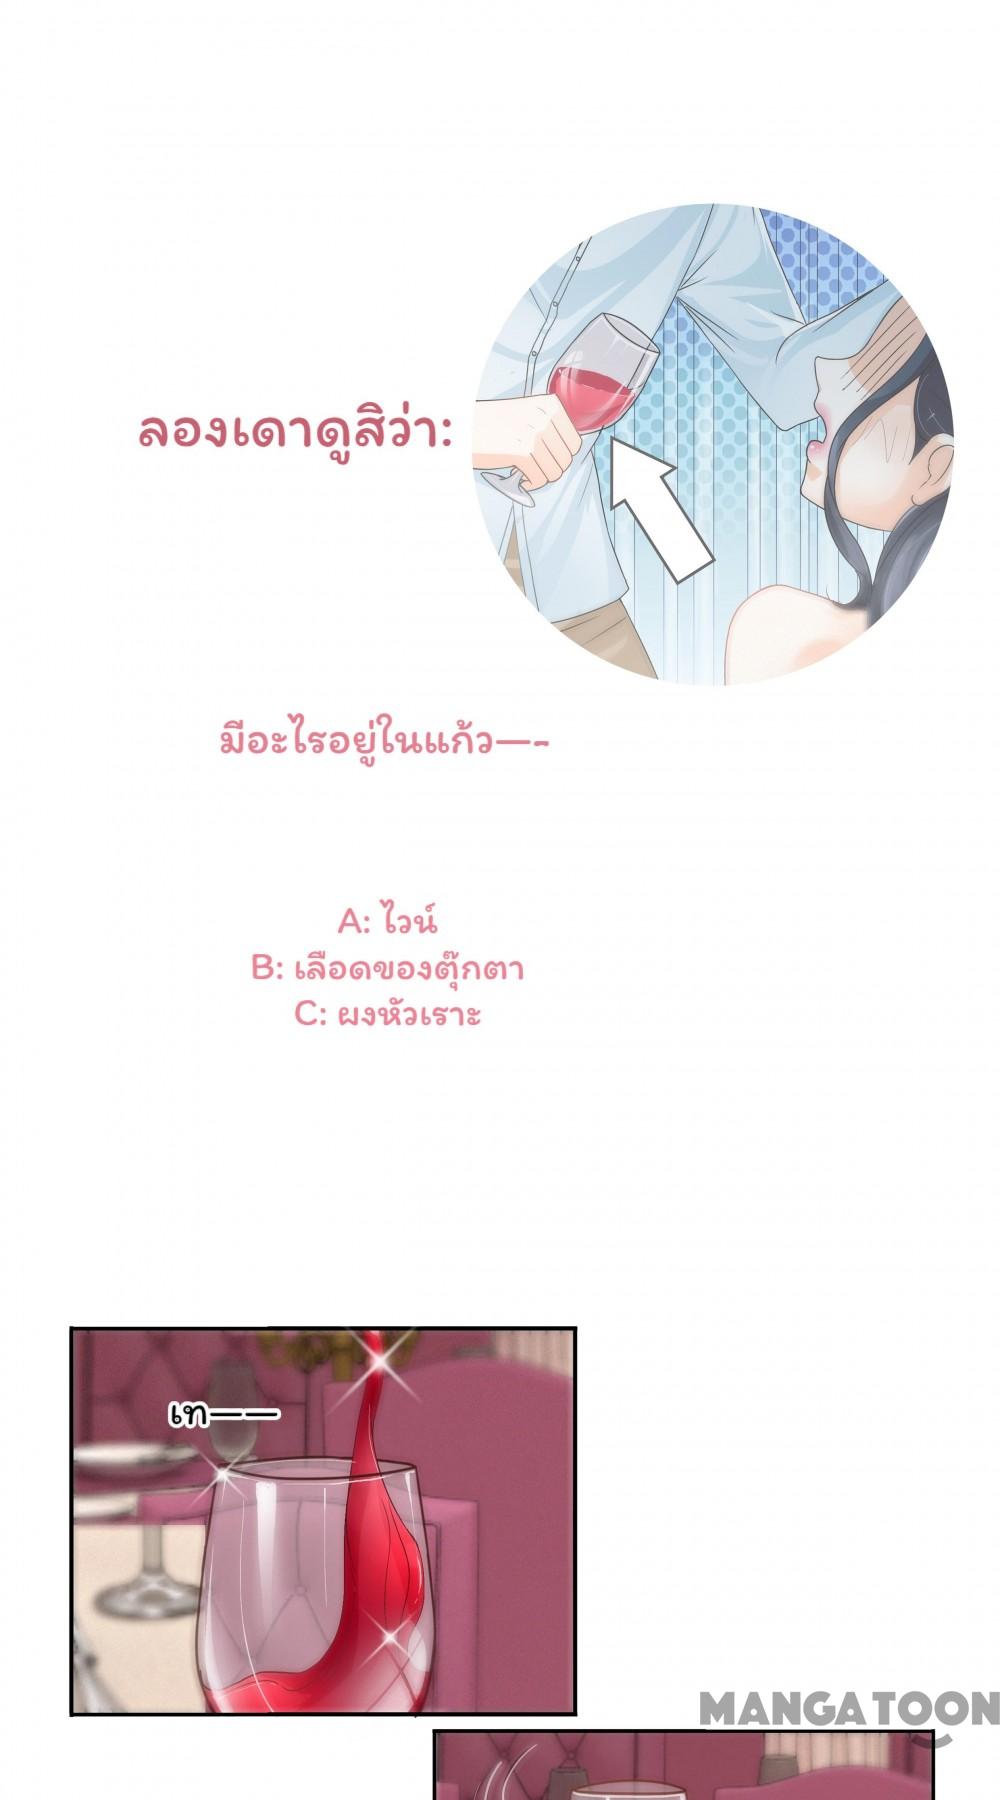 ลองเดาดูสิว่า:
มีอะไรอยู่ในแก้ว—-
A: ไวน์
B: เลือดของตุ๊กตา
C: ผงหัวเราะ
เท——
MANGATOON